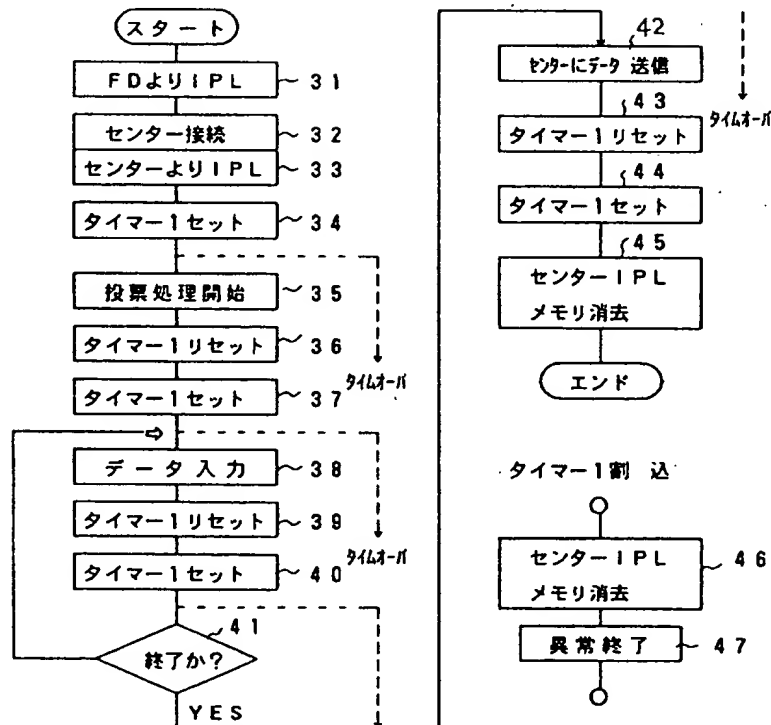 スタート
FDよりIPL 31
センター接続 32
センターよりIPL 33
タイマー1セット 34
投票処理開始 35
タイマー1リセット 36
タイムオーバ
タイマー1セット 37
データ入力 38
タイマー1リセット 39
タイムオーバ
タイマー1セット 40
41
終了か?
YES
42
センターにデータ送信
43
タイムオーバ
タイマー1リセット
44
タイマー1セット
45
センターIPL
メモリ消去
エンド
タイマー1割込
センターIPL 46
メモリ消去
異常終了 47